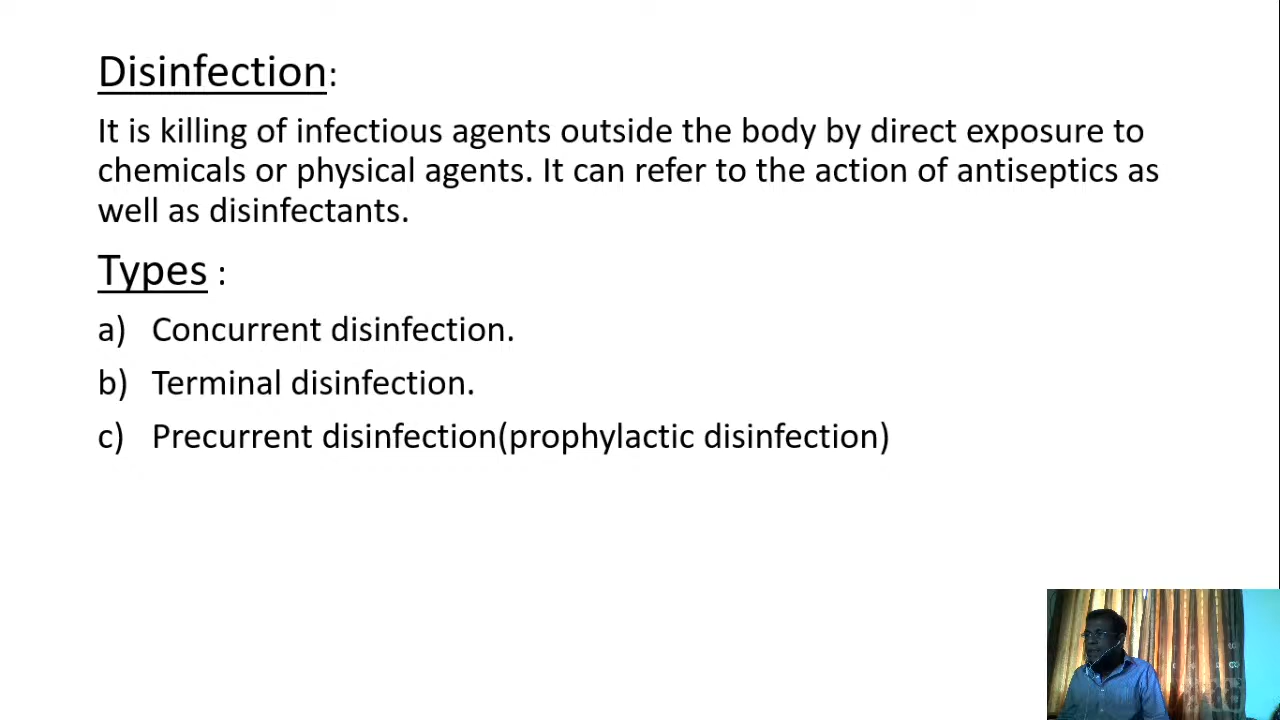 Disinfection:
It is killing of infectious agents outside the body by direct exposure to
chemicals or physical agents. It can refer to the action of antiseptics as
well as disinfectants.
Types :
a) Concurrent disinfection.
b) Terminal disinfection.
c) Precurrent disinfection(prophylactic disinfection)